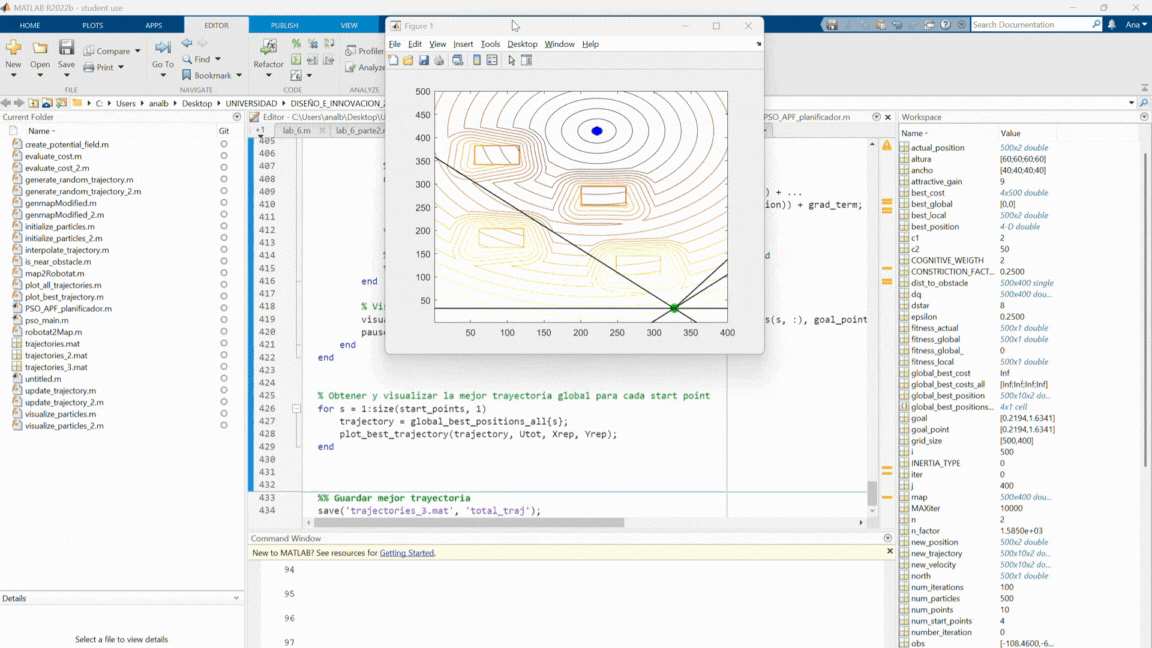 MATLAB R2022b - student use
HOME PLOTS APPS EDITOR PUBLISH VIEW
Search Documentation
Ana
New Open Save Compare Print
Go To Find Bookmark
Refactor
Profiler
Analyze
FILE NAVIGATE CODE ANALYZE
C: Users analb Desktop UNIVERSIDAD
Current Folder
Name
Git
create_potential_field.m
evaluate_cost.m
evaluate_cost_2.m
generate_random_trajectory.m
generate_random_trajectory_2.m
genmapModified.m
genmapModified_2.m
initialize_particles.m
initialize_particles_2.m
interpolate_trajectory.m
is_near_obstacle.m
map2Robotat.m
plot_all_trajectories.m
plot_best_trajectory.m
PSO_APF_planificador.m
pso_main.m
robotat2Map.m
trajectories.mat
trajectories_2.mat
trajectories_3.mat
untitled.m
update_trajectory.m
update_trajectory_2.m
visualize_particles.m
visualize_particles_2.m
Details
Select a file to view details
Figure 1
File Edit View Insert Tools Desktop Window Help
500
450
400
350
300
250
200
150
100
50
50 100 150 200 250 300 350 400
PSO_APF_planificador.m
lab_6.m
405
406
407
408
409
410 ) + ...
411 ion)) + grad_term;
412
413
414 d
415
416 end
417
418 % Vi
419 visua s(s, :), goal_point
420 paus
421 end
422 end
423
424
425 % Obtener y visualizar la mejor trayectoria global para cada start point
426 for s = 1:size(start_points, 1)
427 trajectory = global_best_positions_all{s};
428 plot_best_trajectory(trajectory, Utot, Xrep, Yrep);
429 end
430
431
432
433 %% Guardar mejor trayectoria
434 save('trajectories_3.mat', 'total_traj');
Command Window
New to MATLAB? See resources for Getting Started.
94
95
96
97
Workspace
Name Value
actual_position 500x2 double
altura [60;60;60;60]
ancho [40;40;40;40]
attractive_gain 9
best_cost 4x500 double
best_global [0,0]
best_local 500x2 double
best_position 4-D double
c1 2
c2 50
COGNITIVE_WEIGTH 2
CONSTRICTION_FACT... 0.2500
dist_to_obstacle 500x400 single
dq 500x400 dou...
dstar 8
epsilon 0.2500
fitness_actual 500x1 double
fitness_global 500x1 double
fitness_global_ 0
fitness_local 500x1 double
global_best_cost Inf
global_best_costs_all [Inf;Inf;Inf;Inf]
global_best_position 500x10x2 do...
global_best_positions... 4x1 cell
goal [0.2194,1.6341]
goal_point [0.2194,1.6341]
grid_size [500,400]
i 500
INERTIA_TYPE 0
iter 0
j 400
map 500x400 dou...
MAXiter 10000
n 2
n_factor 1.5850e+03
new_position 500x2 double
new_trajectory 500x10x2 do...
new_velocity 500x10x2 do...
north 500x1 double
num_iterations 100
num_particles 500
num_points 10
num_start_points 4
number_iteration 0
obs [-108.4600,-6...